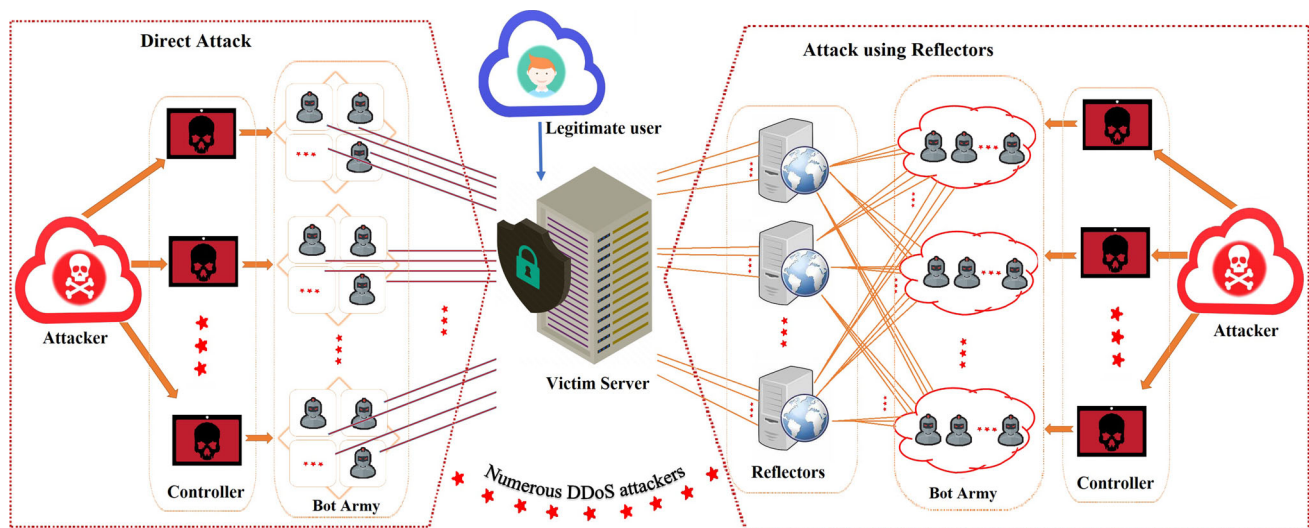 Direct Attack
Legitimate user
Attack using Reflectors
Attacker
Victim Server
Attacker
Controller
Bot Army
Numerous DDoS attackers
Reflectors
Bot Army
Controller